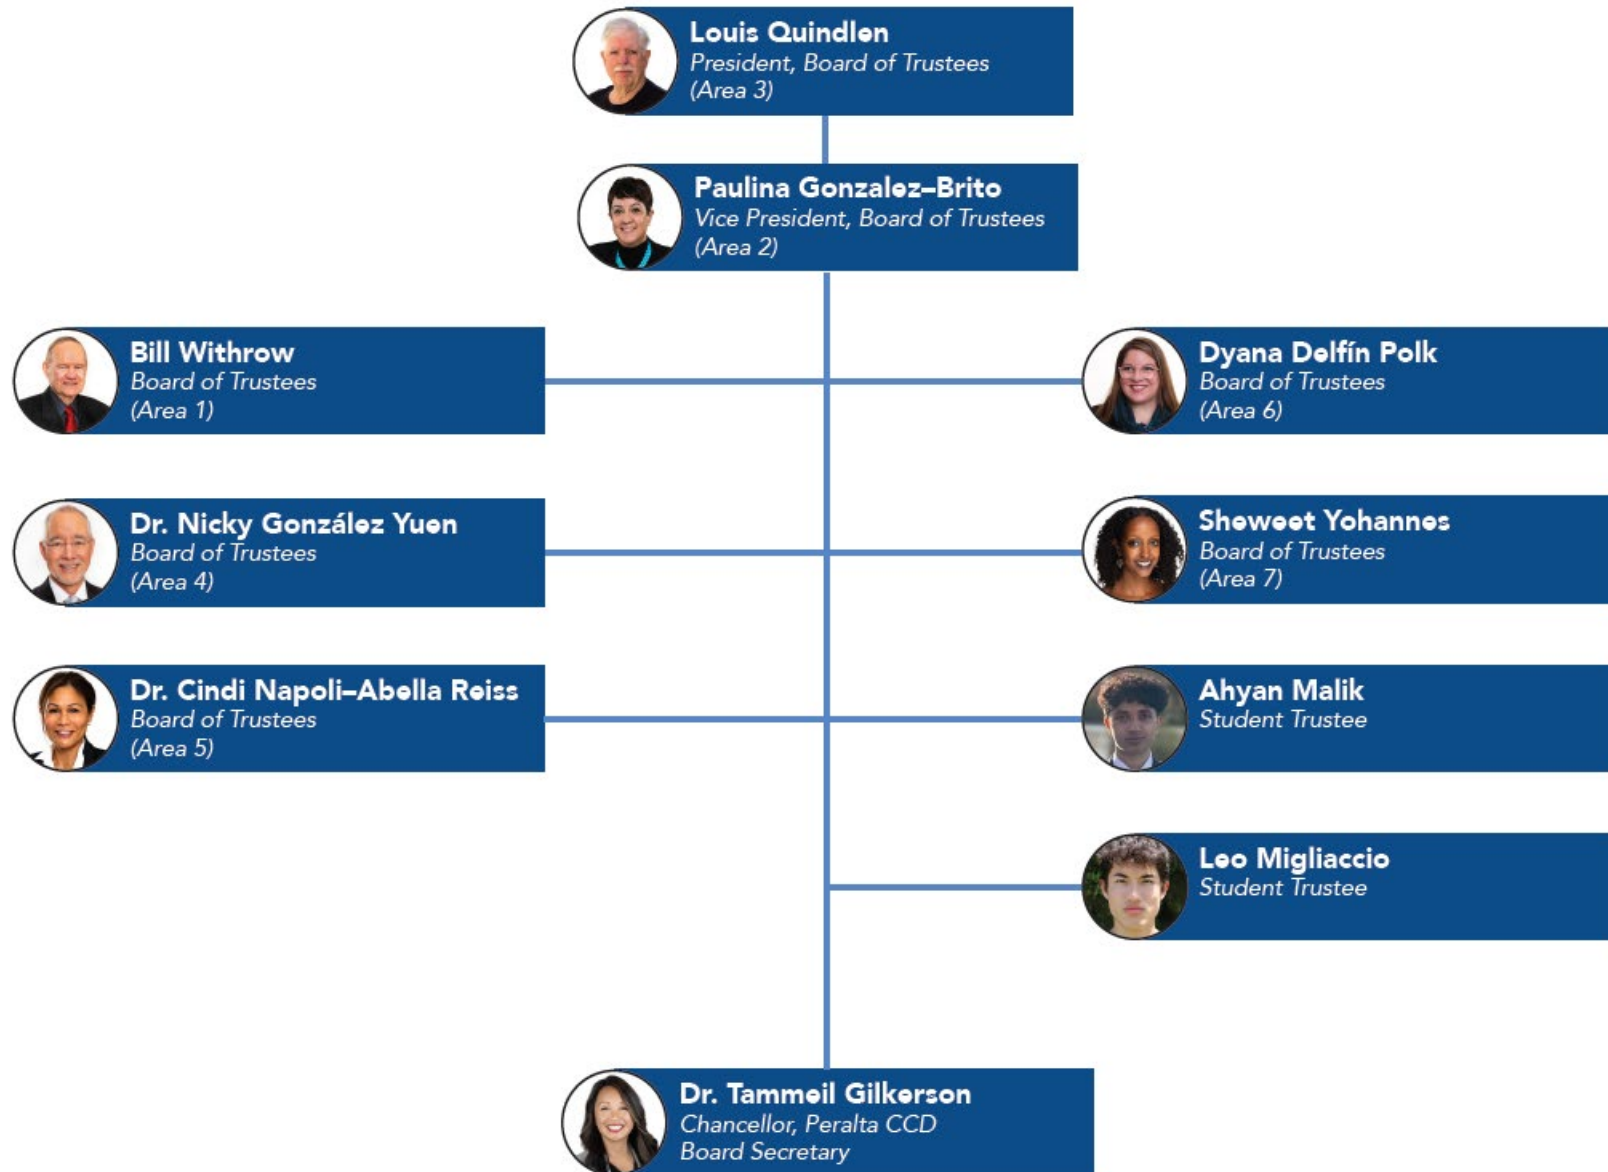 Louis Quindlen
President, Board of Trustees
(Area 3)
Paulina Gonzalez–Brito
Vice President, Board of Trustees
(Area 2)
Bill Withrow
Board of Trustees
(Area 1)
Dyana Delfín Polk
Board of Trustees
(Area 6)
Dr. Nicky González Yuen
Board of Trustees
(Area 4)
Sheweet Yohannes
Board of Trustees
(Area 7)
Dr. Cindi Napoli–Abella Reiss
Board of Trustees
(Area 5)
Ahyan Malik
Student Trustee
Leo Migliaccio
Student Trustee
Dr. Tammeil Gilkerson
Chancellor, Peralta CCD
Board Secretary